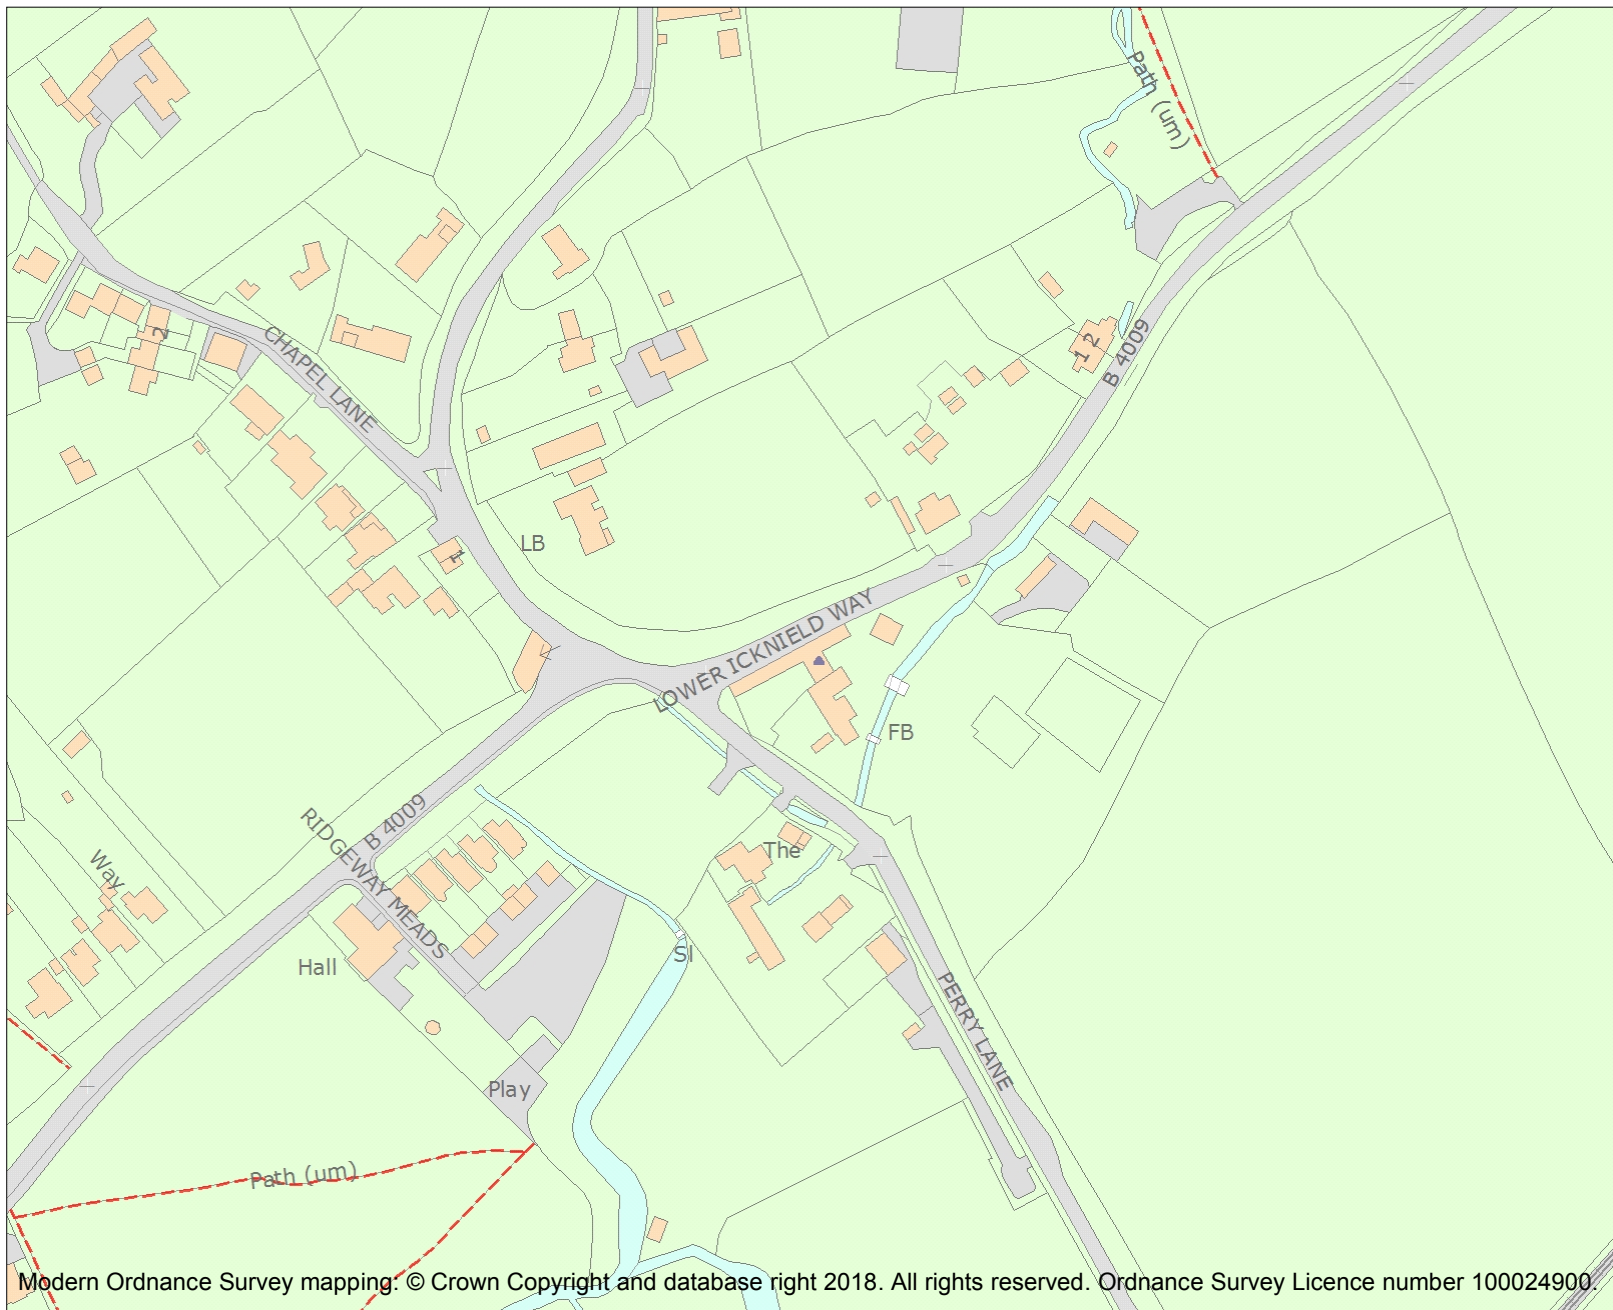 Path (um)
CHAPEL LANE
2
1 2
B 4009
LB
1
LOWER ICKNIELD WAY
FB
B 4009
RIDGEWAY MEADS
The
Way
Hall
Sl
PERRY LANE
Play
Path (um)
Modern Ordnance Survey mapping: © Crown Copyright and database right 2018. All rights reserved. Ordnance Survey Licence number 100024900.